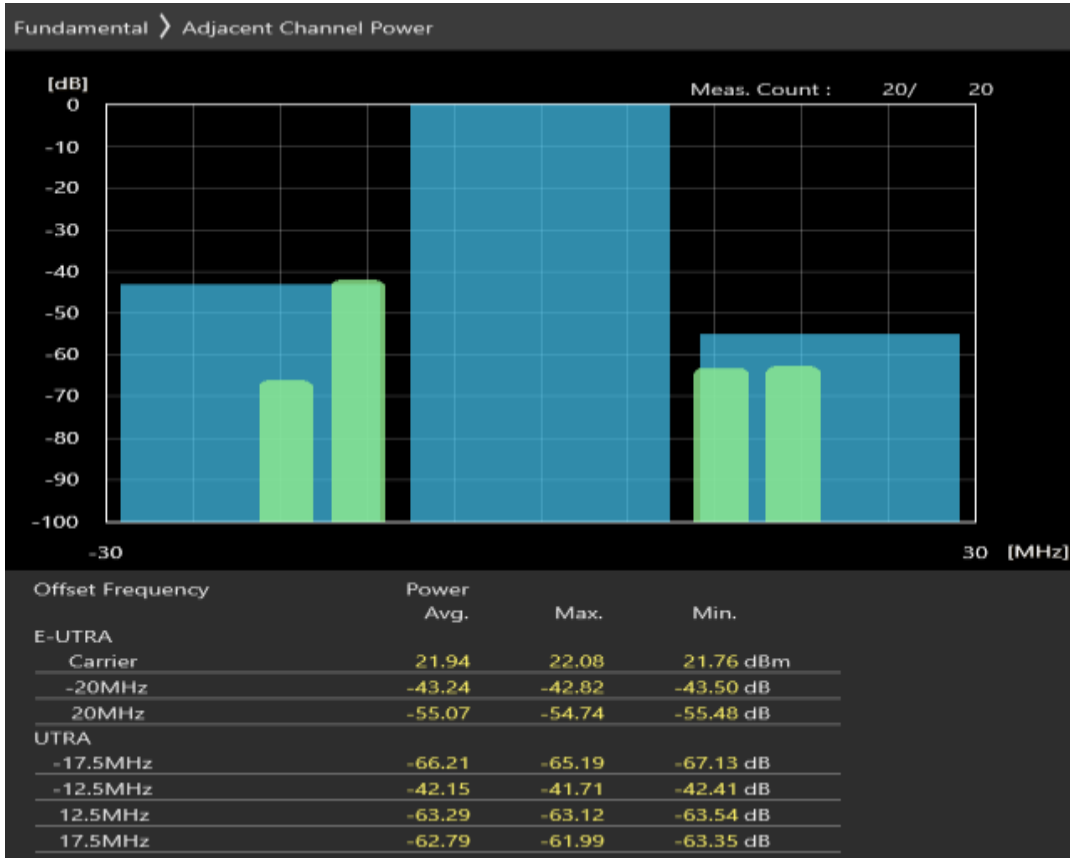 Fundamental 〉 Adjacent Channel Power
[dB]
Meas. Count : 20/ 20
0
-10
-20
-30
-40
-50
-60
-70
-80
-90
-100
-30 30 [MHz]
Offset Frequency Power
Avg. Max. Min.
E-UTRA
Carrier 21.94 22.08 21.76 dBm
-20MHz -43.24 -42.82 -43.50 dB
20MHz -55.07 -54.74 -55.48 dB
UTRA
-17.5MHz -66.21 -65.19 -67.13 dB
-12.5MHz -42.15 -41.71 -42.41 dB
12.5MHz -63.29 -63.12 -63.54 dB
17.5MHz -62.79 -61.99 -63.35 dB